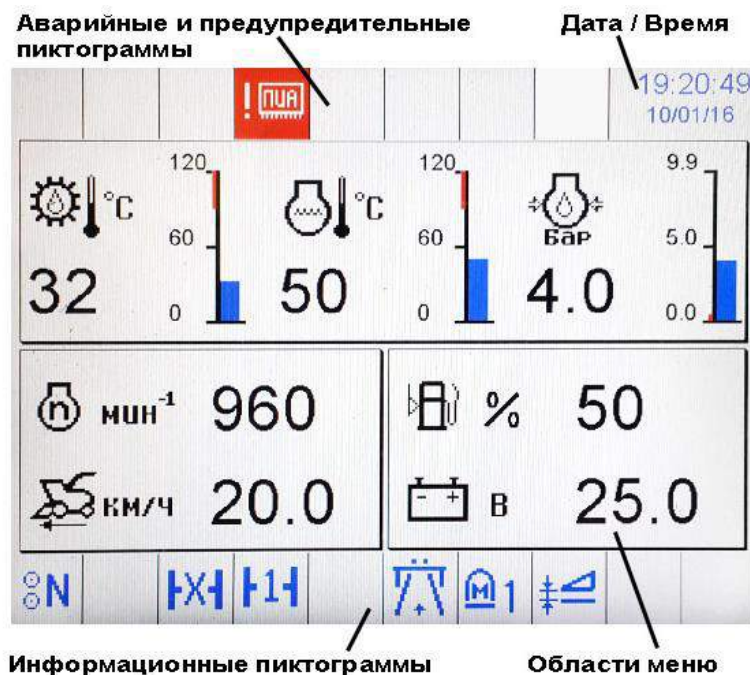 Аварийные и предупредительные
пиктограммы
Дата / Время
! ПИА
19:20:49
10/01/16
°C
120
60
0
32
°C
120
60
0
50
Бар
9.9
5.0
0.0
4.0
n мин-1 960
% 50
км/ч 20.0
- + В 25.0
N
X
1
M 1
Информационные пиктограммы
Области меню